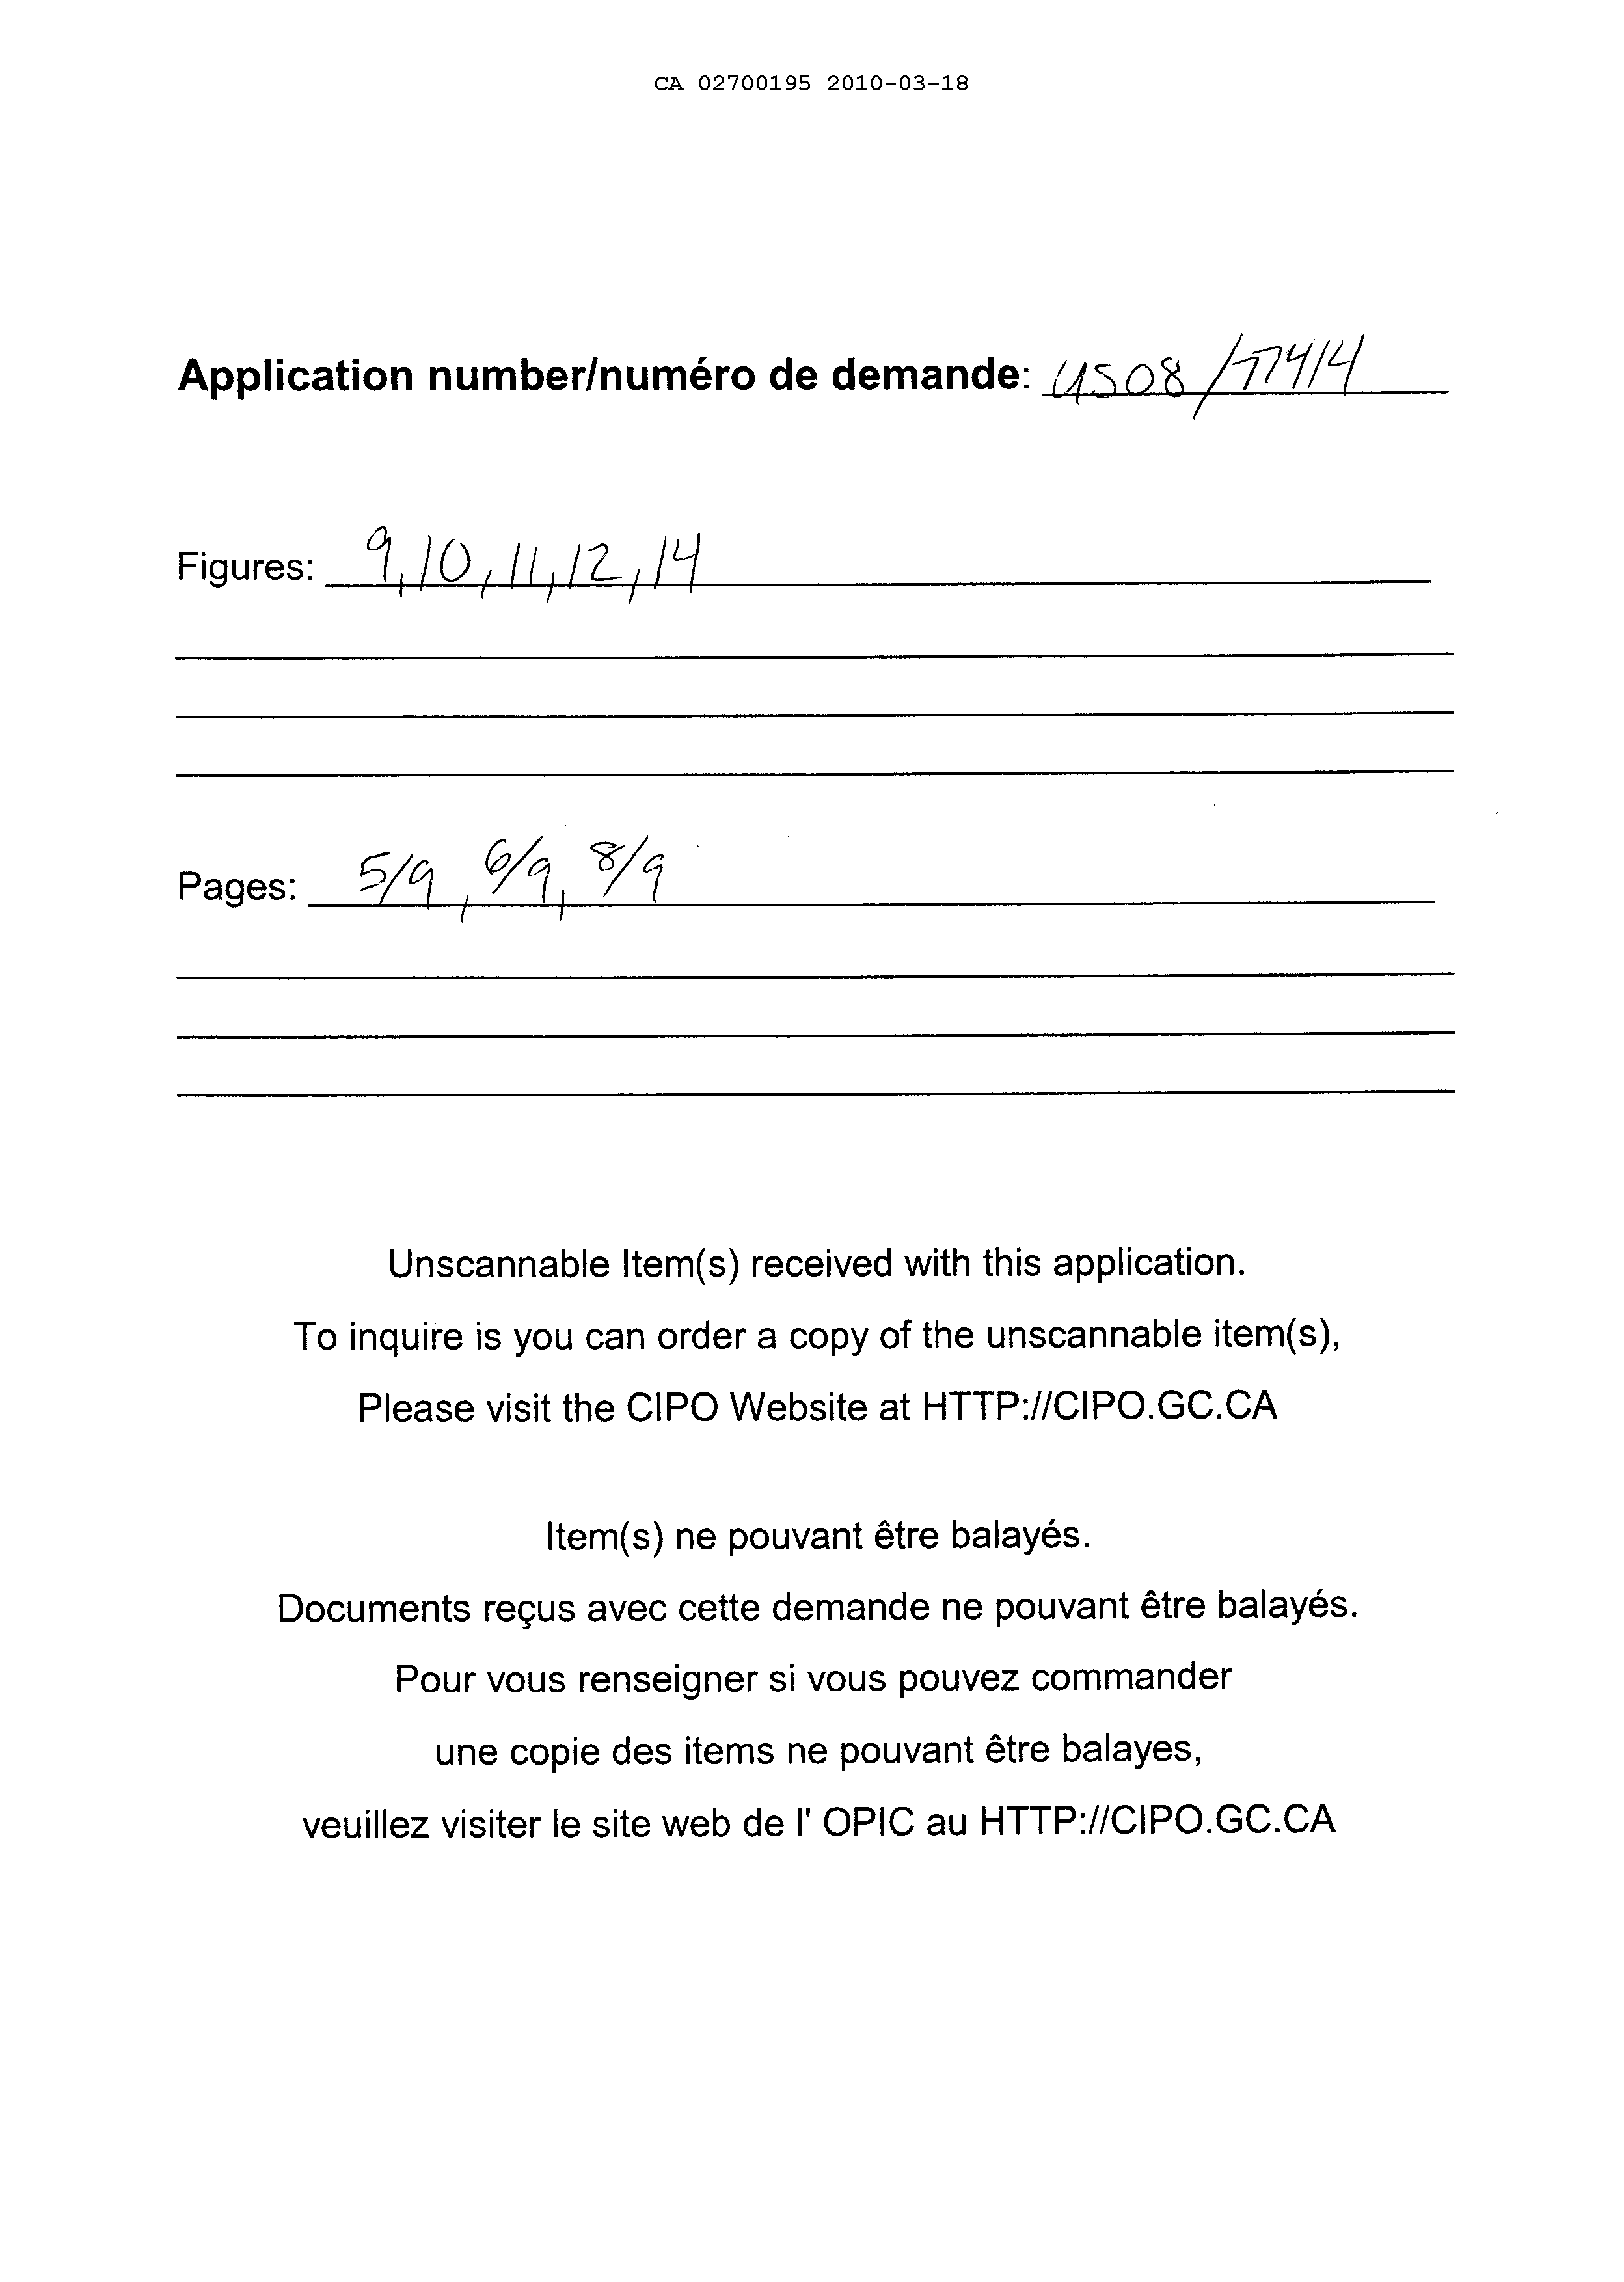 CA 02700195 2010-03-18
Application number/numéro de demande: US08/77414
Figures: 9, 10, 11, 12, 14
Pages: 5/9, 6/9, 8/9
Unscannable Item(s) received with this application.
To inquire is you can order a copy of the unscannable item(s),
Please visit the CIPO Website at HTTP://CIPO.GC.CA
Item(s) ne pouvant être balayés.
Documents reçus avec cette demande ne pouvant être balayés.
Pour vous renseigner si vous pouvez commander
une copie des items ne pouvant être balayes,
veuillez visiter le site web de l' OPIC au HTTP://CIPO.GC.CA